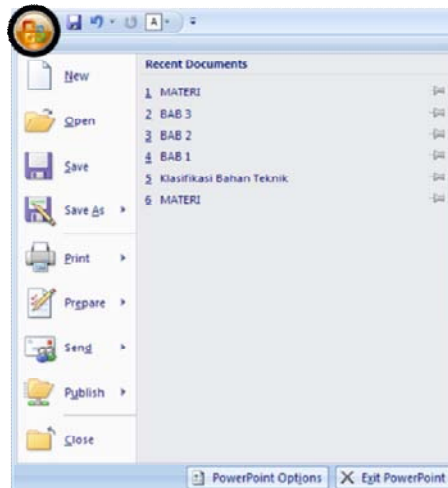 A
New
Open
Save
Save As
Print
Prepare
Send
Publish
Close
Recent Documents
1 MATERI
2 BAB 3
3 BAB 2
4 BAB 1
5 Klasifikasi Bahan Teknik
6 MATERI
PowerPoint Options
Exit PowerPoint